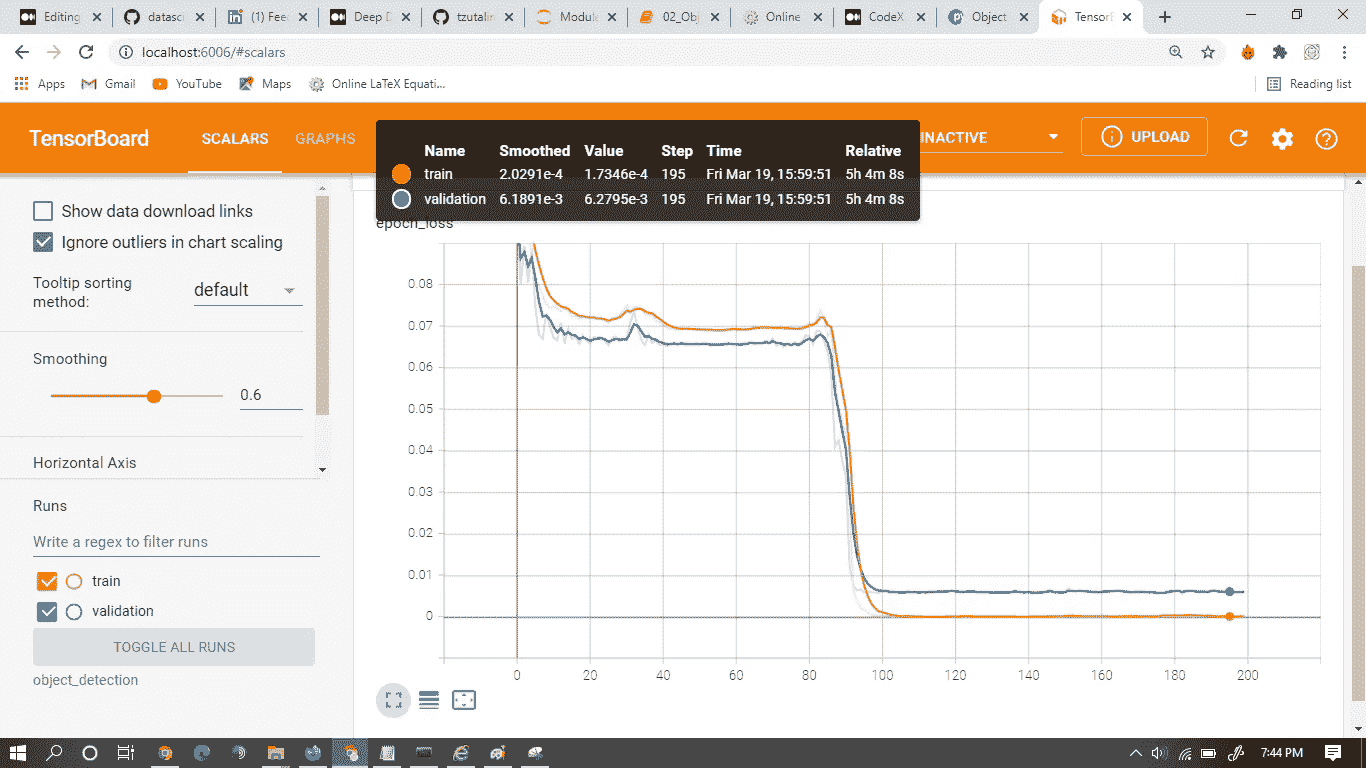 Editing (1) Fee Deep D tzutalin Module 02_Obj Online CodeX Object TensorB
localhost:6006/#scalars
Apps Gmail YouTube Maps Online LaTeX Equati... Reading list
TensorBoard SCALARS GRAPHS INACTIVE UPLOAD
Name Smoothed Value Step Time Relative
train 2.0291e-4 1.7346e-4 195 Fri Mar 19, 15:59:51 5h 4m 8s
validation 6.1891e-3 6.2795e-3 195 Fri Mar 19, 15:59:51 5h 4m 8s
Show data download links
Ignore outliers in chart scaling
Tooltip sorting
method:
default
Smoothing
0.6
Horizontal Axis
Runs
Write a regex to filter runs
train
validation
TOGGLE ALL RUNS
object_detection
epoch_loss
0.08
0.07
0.06
0.05
0.04
0.03
0.02
0.01
0
0 20 40 60 80 100 120 140 160 180 200
7:44 PM